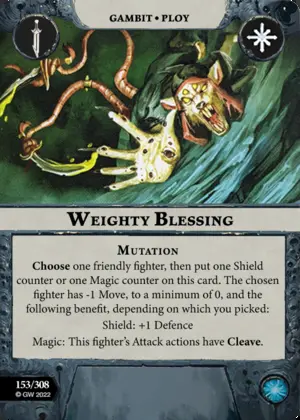 GAMBIT • PLOY
WEIGHTY BLESSING
MUTATION
Choose one friendly fighter, then put one Shield
counter or one Magic counter on this card. The chosen
fighter has -1 Move, to a minimum of 0, and the
following benefit, depending on which you picked:
Shield: +1 Defence
Magic: This fighter's Attack actions have Cleave.
153/308
© GW 2022